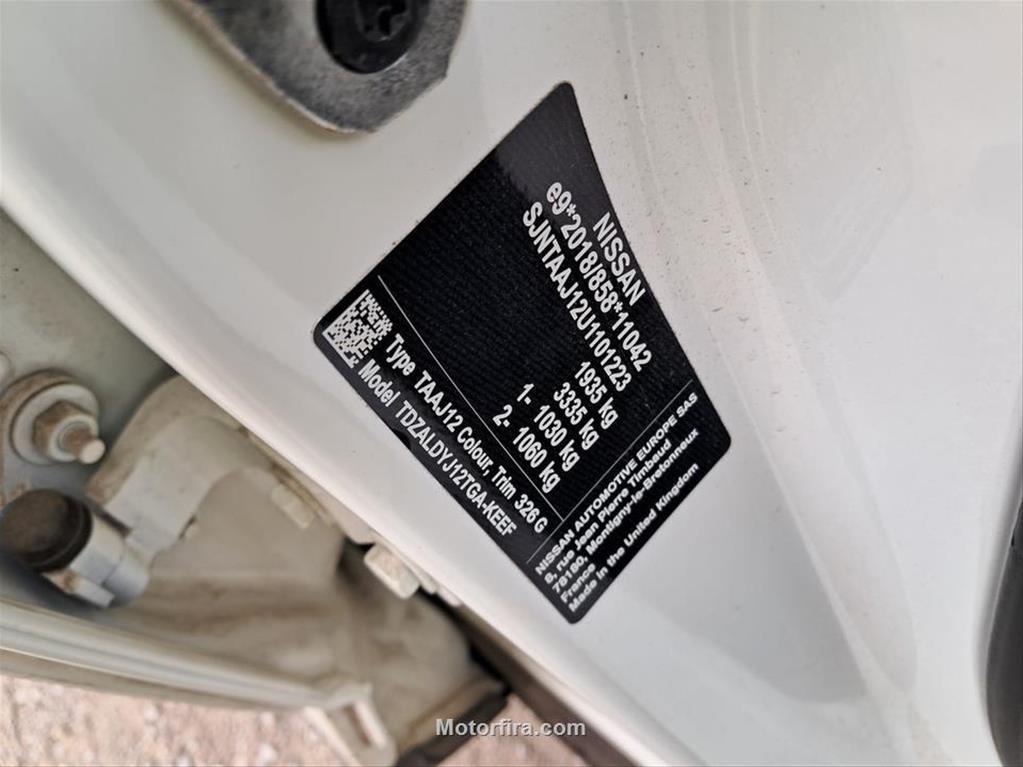 NISSAN
e9*2018/858*11042
SJNTAAJ12U1101223
1935 kg
3335 kg
1- 1030 kg
2- 1060 kg
Type TAAJ12 Colour, Trim 326 G
Model TDZALDYJ12TGA-KEEF
NISSAN AUTOMOTIVE EUROPE SAS
8, rue Jean Pierre Timbaud
78180, Montigny-le-Bretonneux
France
Made in the United Kingdom
Motorfira.com